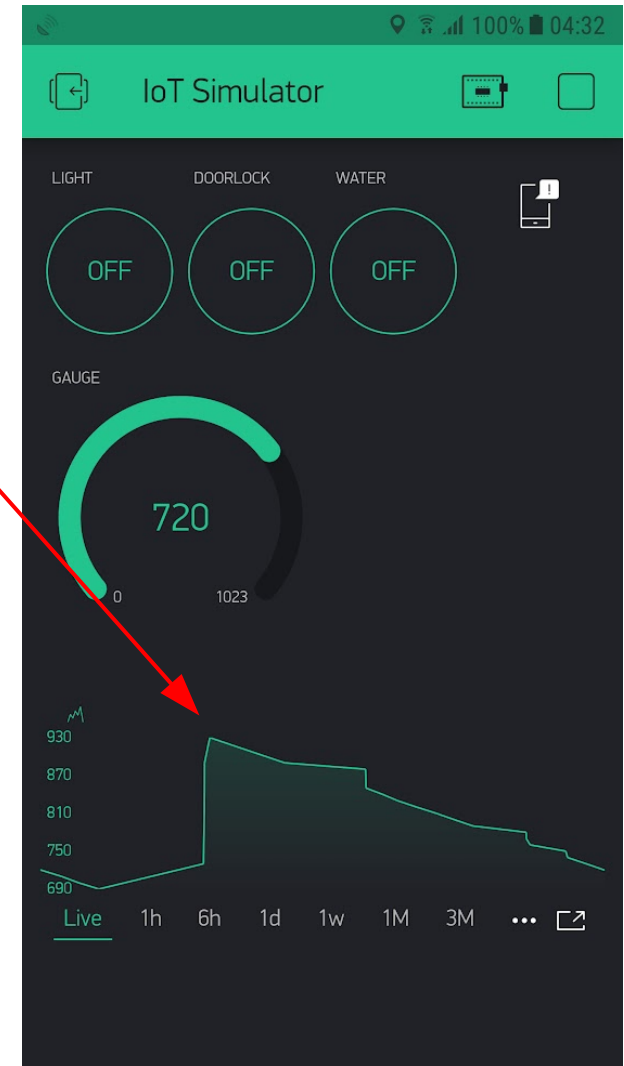 100% 04:32
IoT Simulator
LIGHT DOORLOCK WATER
!
OFF OFF OFF
GAUGE
720
0 1023
930
870
810
750
690
Live 1h 6h 1d 1w 1M 3M ...